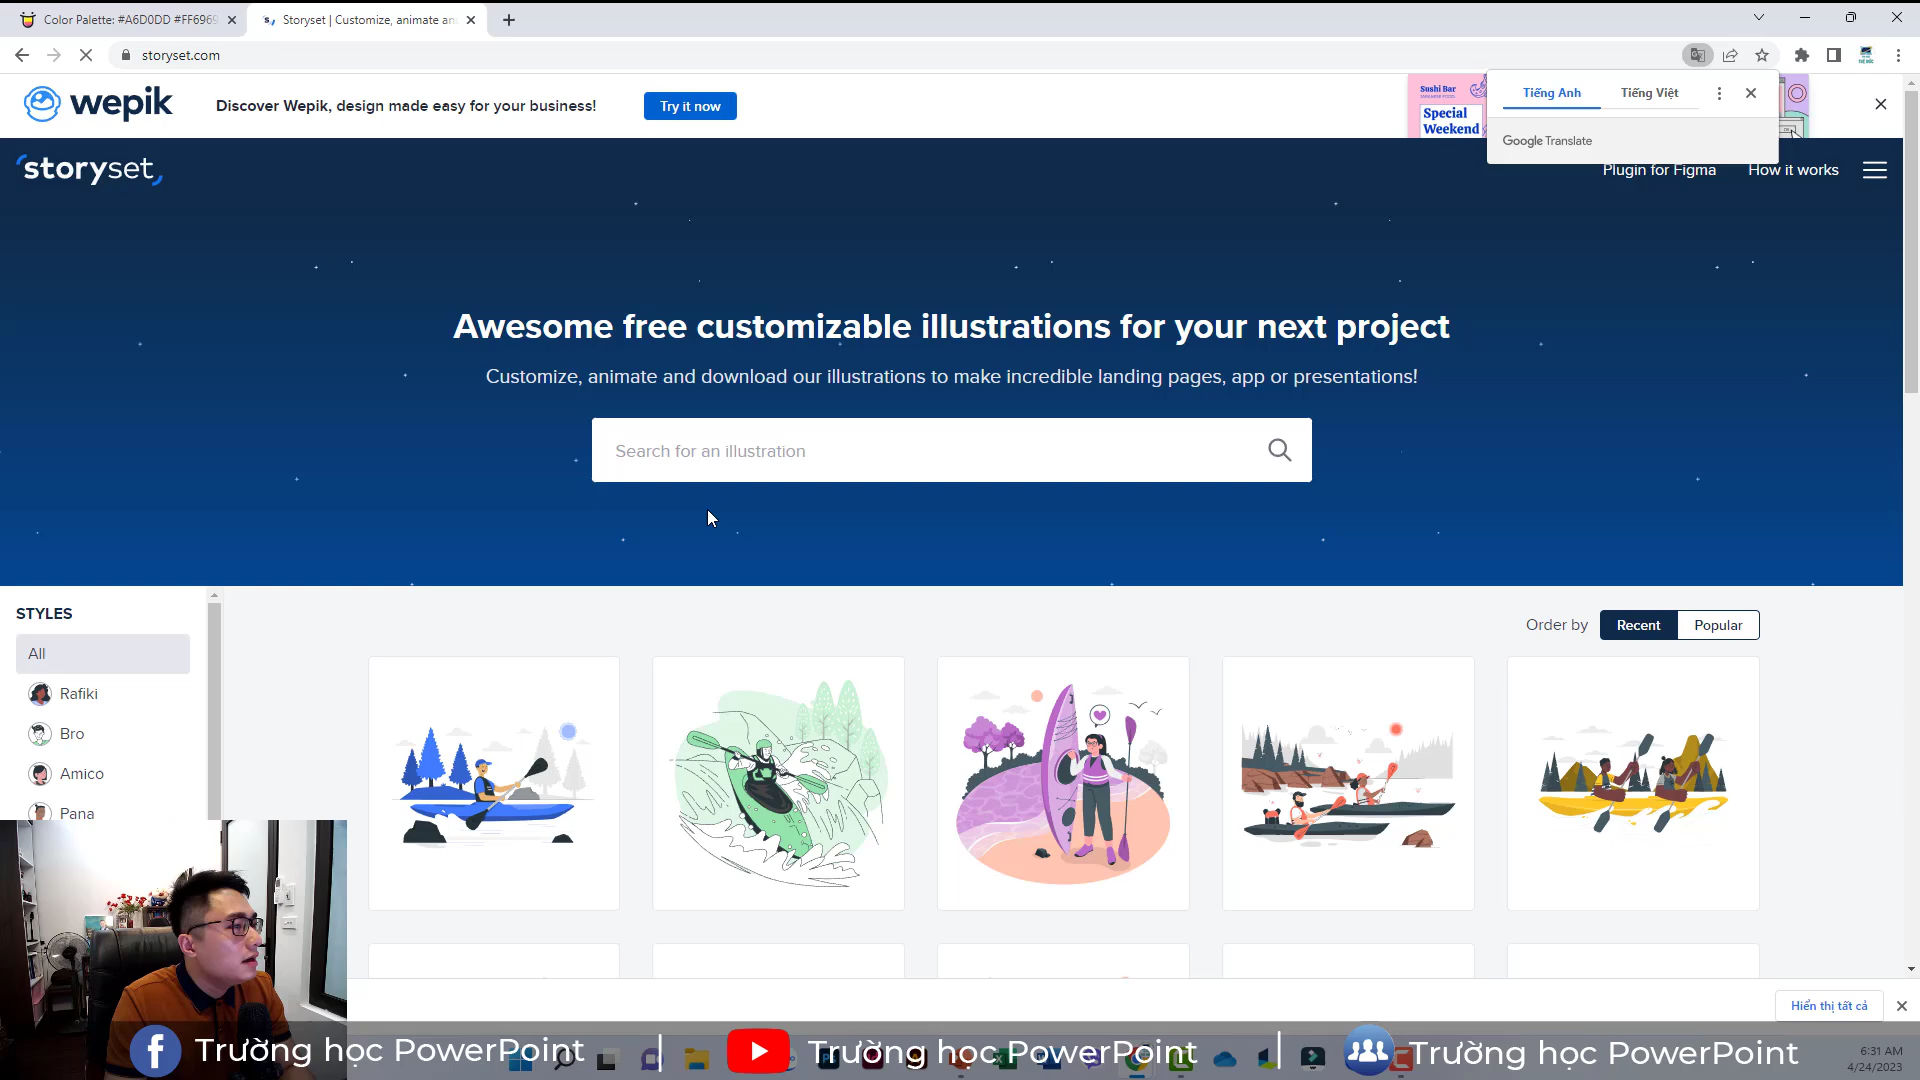 Color Palette: #A6D0DD #FF6969
Storyset | Customize, animate an
storyset.com
wepik
Discover Wepik, design made easy for your business!
Try it now
Sushi Bar
Special
Weekend
Tiếng Anh
Tiếng Việt
Google Translate
storyset
Plugin for Figma
How it works
Awesome free customizable illustrations for your next project
Customize, animate and download our illustrations to make incredible landing pages, app or presentations!
Search for an illustration
STYLES
Order by
Recent
Popular
All
Rafiki
Bro
Amico
Pana
Hiển thị tất cả
Trường học PowerPoint
Trường học PowerPoint
Trường học PowerPoint
6:31 AM
4/24/2023